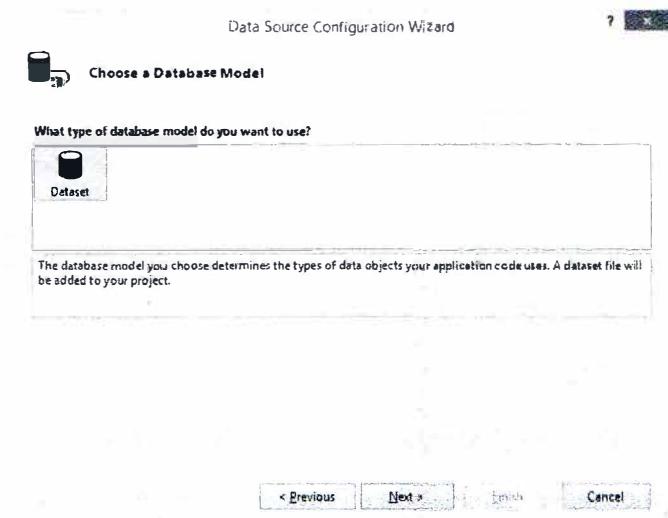 Data Source Configuration Wizard
?
x
Choose a Database Model
What type of database model do you want to use?
Dataset
The database model you choose determines the types of data objects your application code uses. A dataset file will
be added to your project.
< Previous
Next >
Finish
Cancel